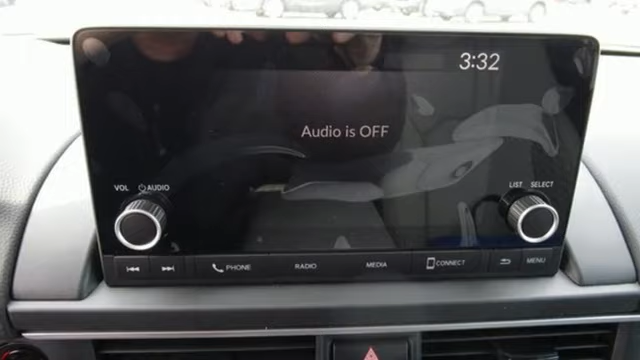 3:32
Audio is OFF
VOL AUDIO
LIST SELECT
PHONE RADIO MEDIA CONNECT MENU